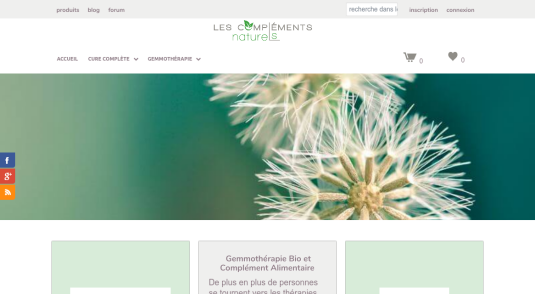 produits blog forum recherche dans l inscription connexion
LES COMPLÉMENTS
naturels
ACCUEIL CURE COMPLÈTE GEMMOTHÉRAPIE 0 0
Gemmothérapie Bio et
Complément Alimentaire
De plus en plus de personnes
se tournent vers les thérapies